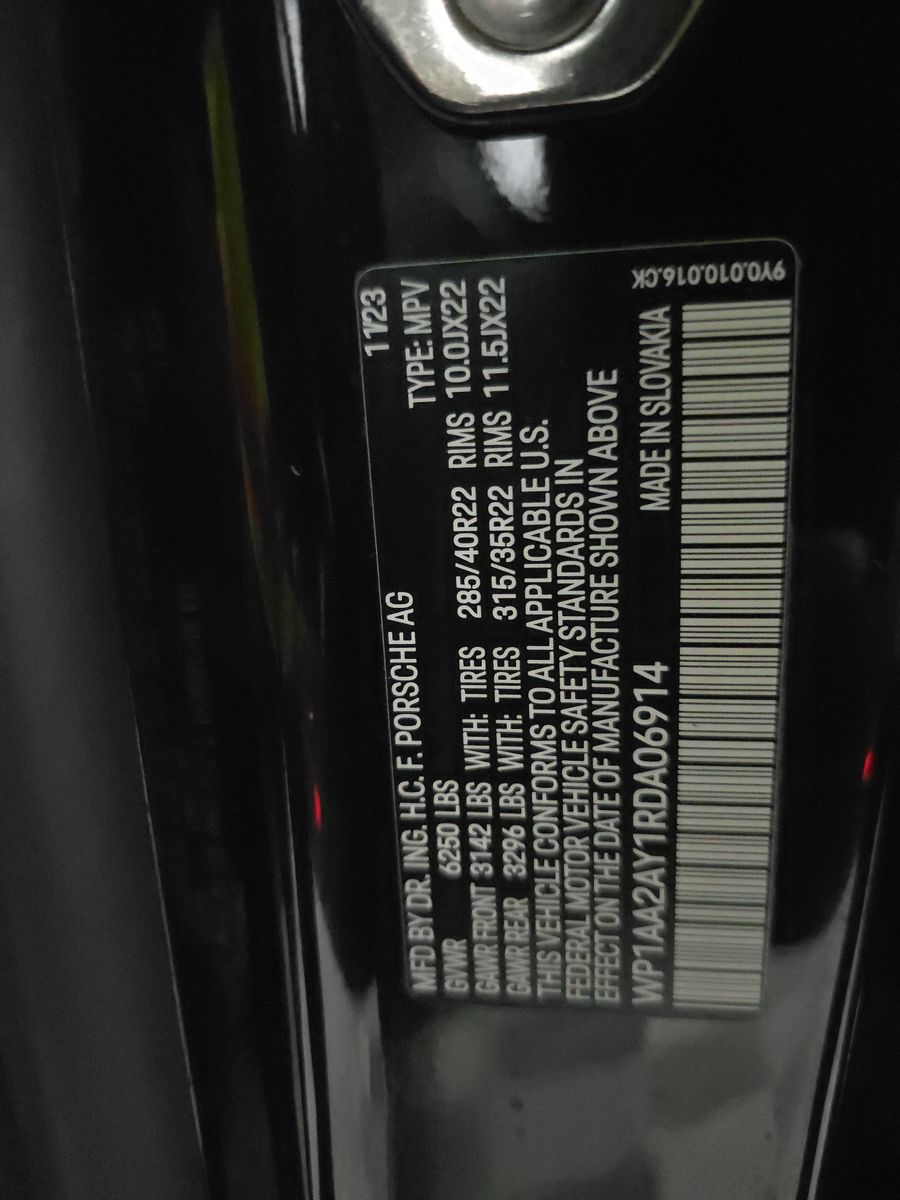 11/23
MFD BY DR. ING. H.C. F. PORSCHE AG
TYPE: MPV
GVWR 6250 LBS
GAWR FRONT 3142 LBS WITH: TIRES 285/40R22 RIMS 10.0JX22
GAWR REAR 3296 LBS WITH: TIRES 315/35R22 RIMS 11.5JX22
THIS VEHICLE CONFORMS TO ALL APPLICABLE U.S.
FEDERAL MOTOR VEHICLE SAFETY STANDARDS IN
EFFECT ON THE DATE OF MANUFACTURE SHOWN ABOVE
WP1AA2AY1RDA06914 MADE IN SLOVAKIA
9Y0.010.016.CK